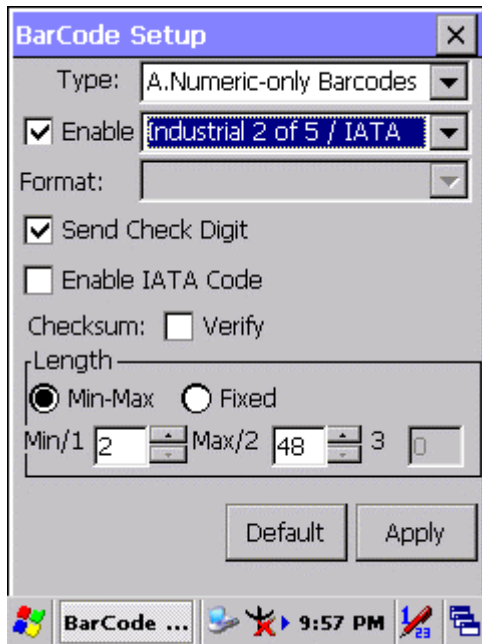 BarCode Setup
Type: A.Numeric-only Barcodes
Enable Industrial 2 of 5 / IATA
Format:
Send Check Digit
Enable IATA Code
Checksum: Verify
Length
Min-Max Fixed
Min/1 2 Max/2 48 3 0
Default Apply
BarCode ... 9:57 PM 123